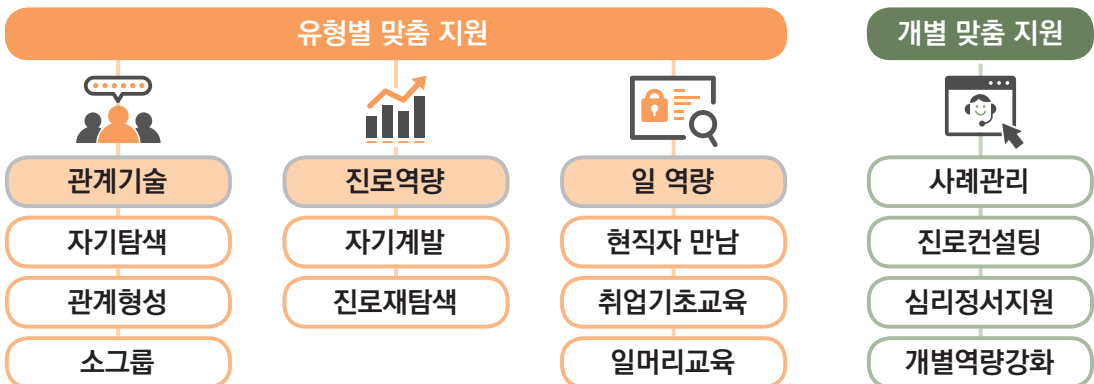 유형별 맞춤 지원
관계기술
자기탐색
관계형성
소그룹
진로역량
자기계발
진로재탐색
일 역량
현직자 만남
취업기초교육
일머리교육
개별 맞춤 지원
사례관리
진로컨설팅
심리정서지원
개별역량강화